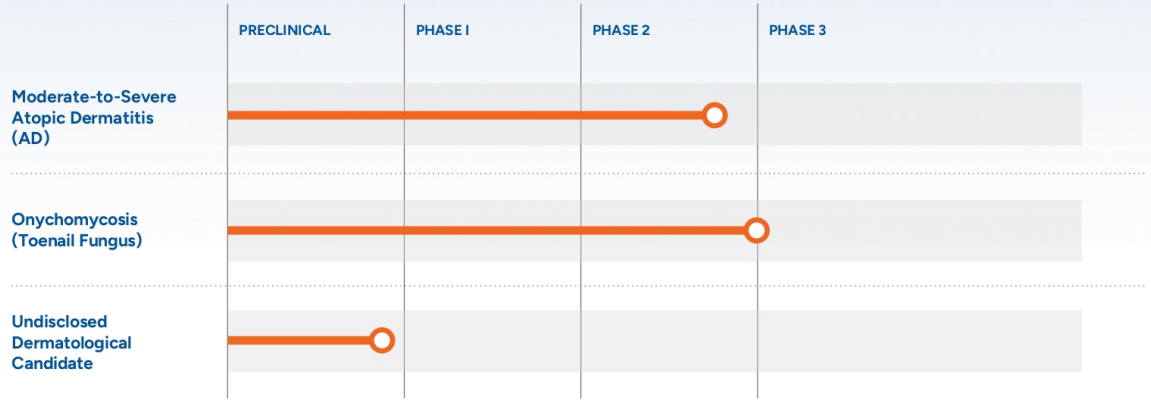 PRECLINICAL
PHASE I
PHASE 2
PHASE 3
Moderate-to-Severe
Atopic Dermatitis
(AD)
Onychomycosis
(Toenail Fungus)
Undisclosed
Dermatological
Candidate